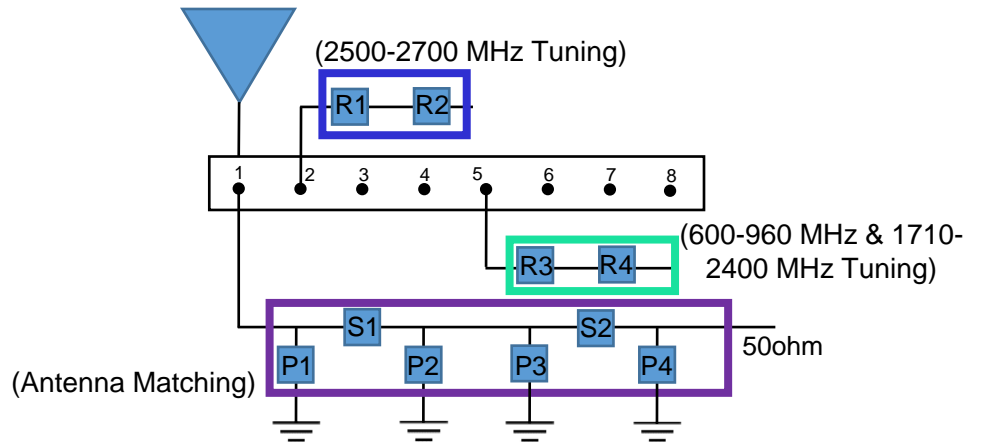 (2500-2700 MHz Tuning)
R1 R2
1 2 3 4 5 6 7 8
(600-960 MHz & 1710-
2400 MHz Tuning)
R3 R4
S1 S2
50ohm
P1 P2 P3 P4
(Antenna Matching)